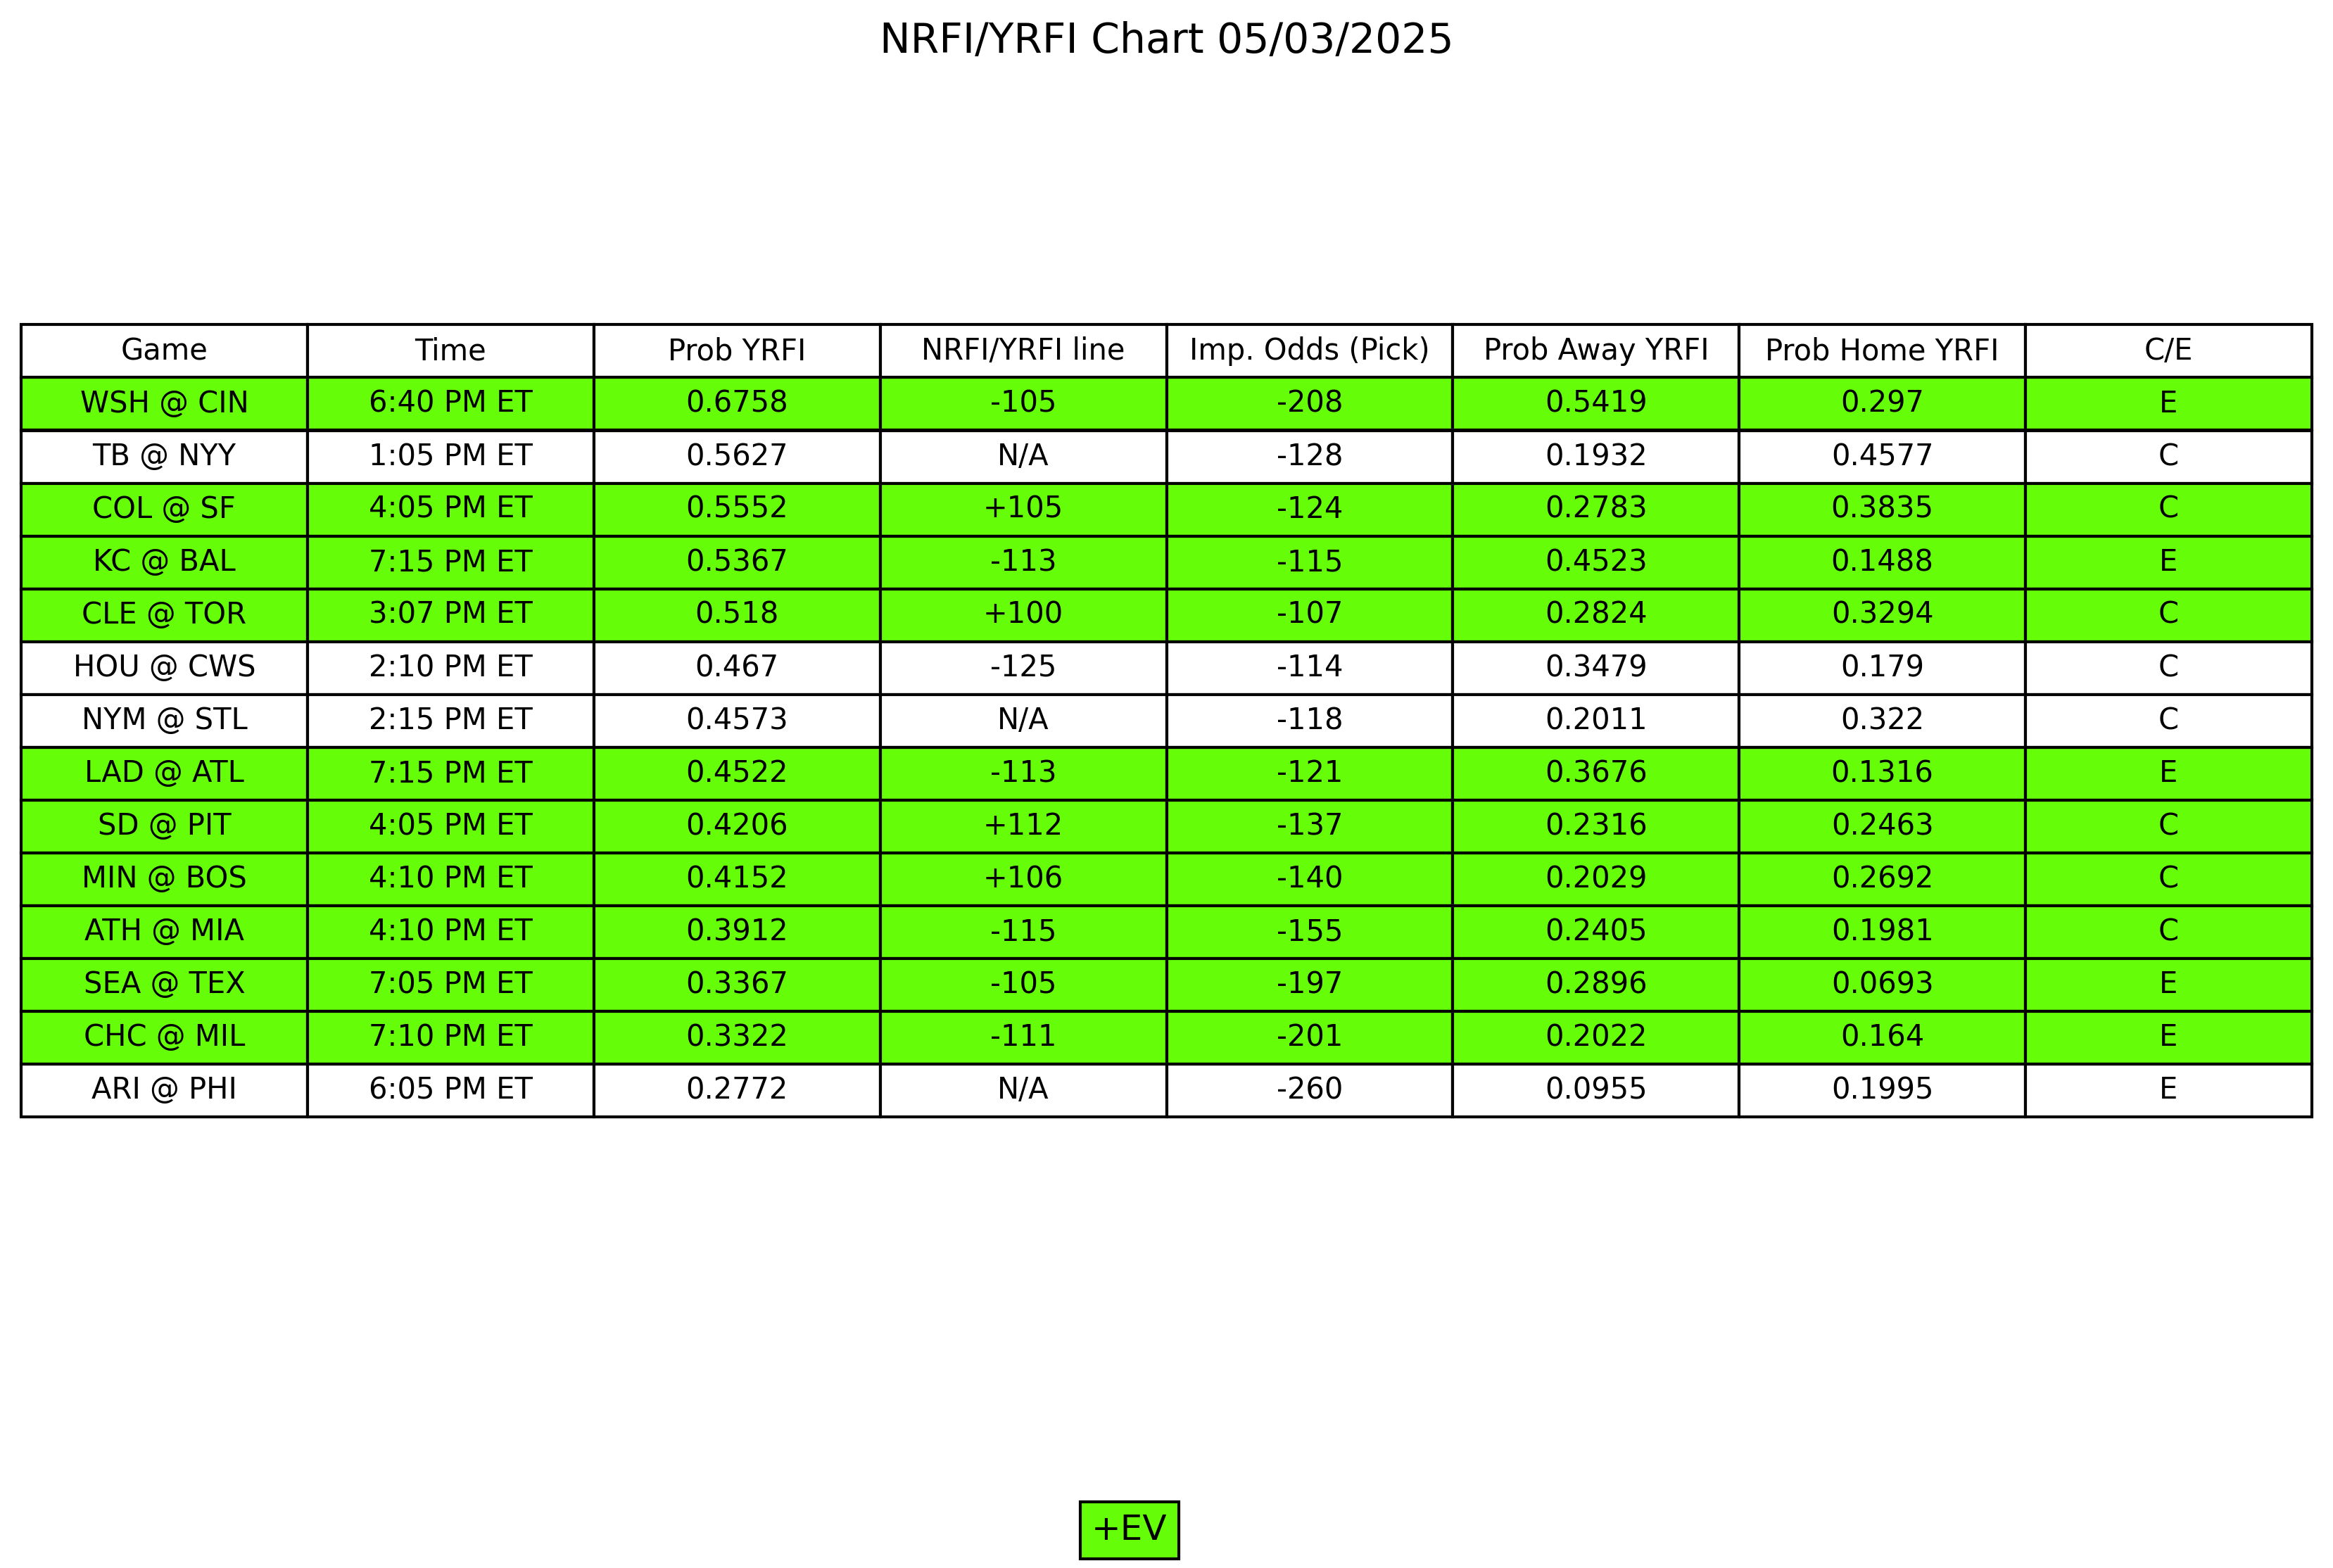 NRFI/YRFI Chart 05/03/2025
Game Time Prob YRFI NRFI/YRFI line Imp. Odds (Pick) Prob Away YRFI Prob Home YRFI C/E
WSH @ CIN 6:40 PM ET 0.6758 -105 -208 0.5419 0.297 E
TB @ NYY 1:05 PM ET 0.5627 N/A -128 0.1932 0.4577 C
COL @ SF 4:05 PM ET 0.5552 +105 -124 0.2783 0.3835 C
KC @ BAL 7:15 PM ET 0.5367 -113 -115 0.4523 0.1488 E
CLE @ TOR 3:07 PM ET 0.518 +100 -107 0.2824 0.3294 C
HOU @ CWS 2:10 PM ET 0.467 -125 -114 0.3479 0.179 C
NYM @ STL 2:15 PM ET 0.4573 N/A -118 0.2011 0.322 C
LAD @ ATL 7:15 PM ET 0.4522 -113 -121 0.3676 0.1316 E
SD @ PIT 4:05 PM ET 0.4206 +112 -137 0.2316 0.2463 C
MIN @ BOS 4:10 PM ET 0.4152 +106 -140 0.2029 0.2692 C
ATH @ MIA 4:10 PM ET 0.3912 -115 -155 0.2405 0.1981 C
SEA @ TEX 7:05 PM ET 0.3367 -105 -197 0.2896 0.0693 E
CHC @ MIL 7:10 PM ET 0.3322 -111 -201 0.2022 0.164 E
ARI @ PHI 6:05 PM ET 0.2772 N/A -260 0.0955 0.1995 E
+EV